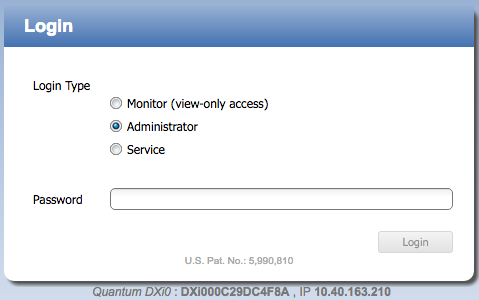 Login
Login Type
Monitor (view-only access)
Administrator
Service
Password
Login
U.S. Pat. No.: 5,990,810
Quantum DXi0 : DXi000C29DC4F8A , IP 10.40.163.210